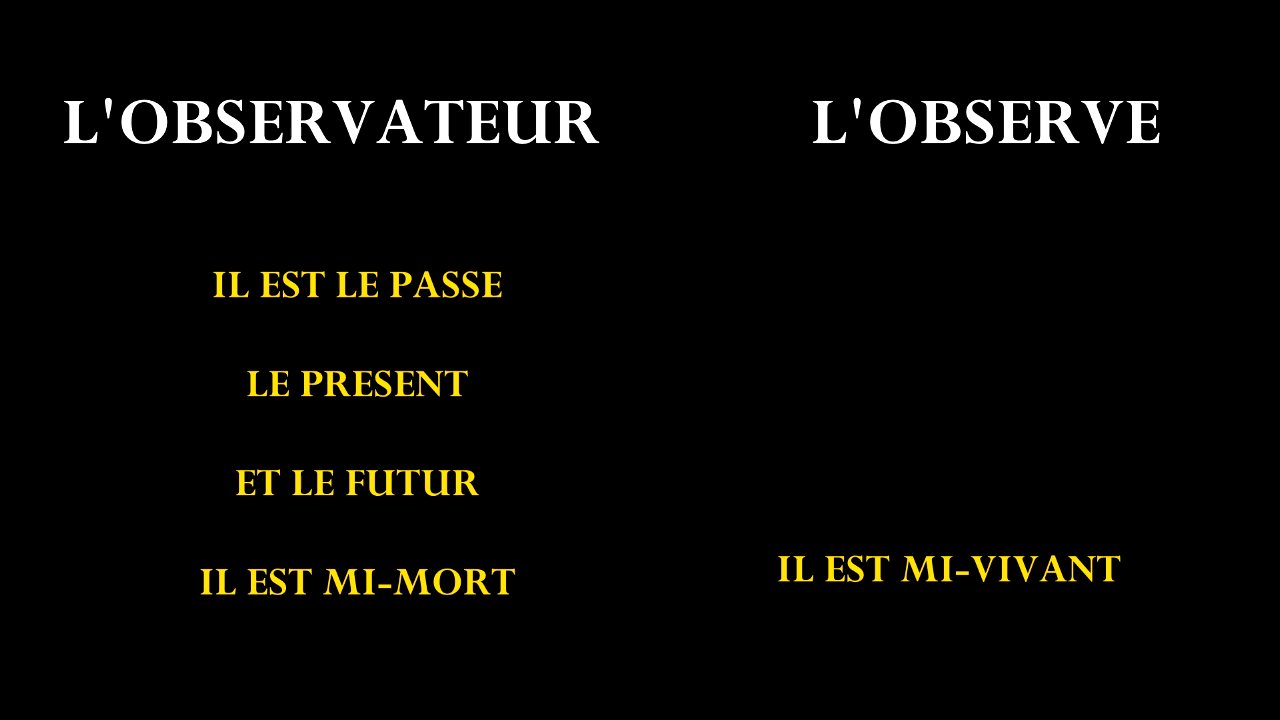 L'OBSERVATEUR
IL EST LE PASSE
LE PRESENT
ET LE FUTUR
IL EST MI-MORT
L'OBSERVE
IL EST MI-VIVANT